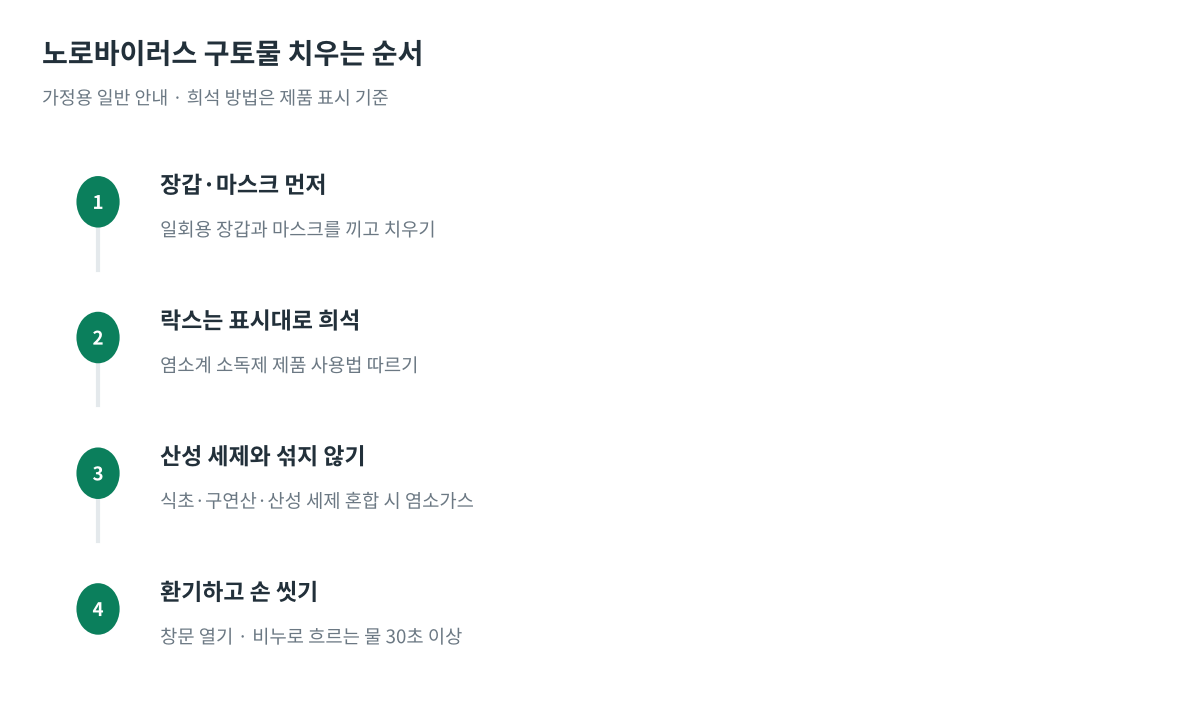 노로바이러스 구토물 치우는 순서
가정용 일반 안내 · 희석 방법은 제품 표시 기준
1
장갑·마스크 먼저
일회용 장갑과 마스크를 끼고 치우기
2
락스는 표시대로 희석
염소계 소독제 제품 사용법 따르기
3
산성 세제와 섞지 않기
식초·구연산·산성 세제 혼합 시 염소가스
4
환기하고 손 씻기
창문 열기 · 비누로 흐르는 물 30초 이상